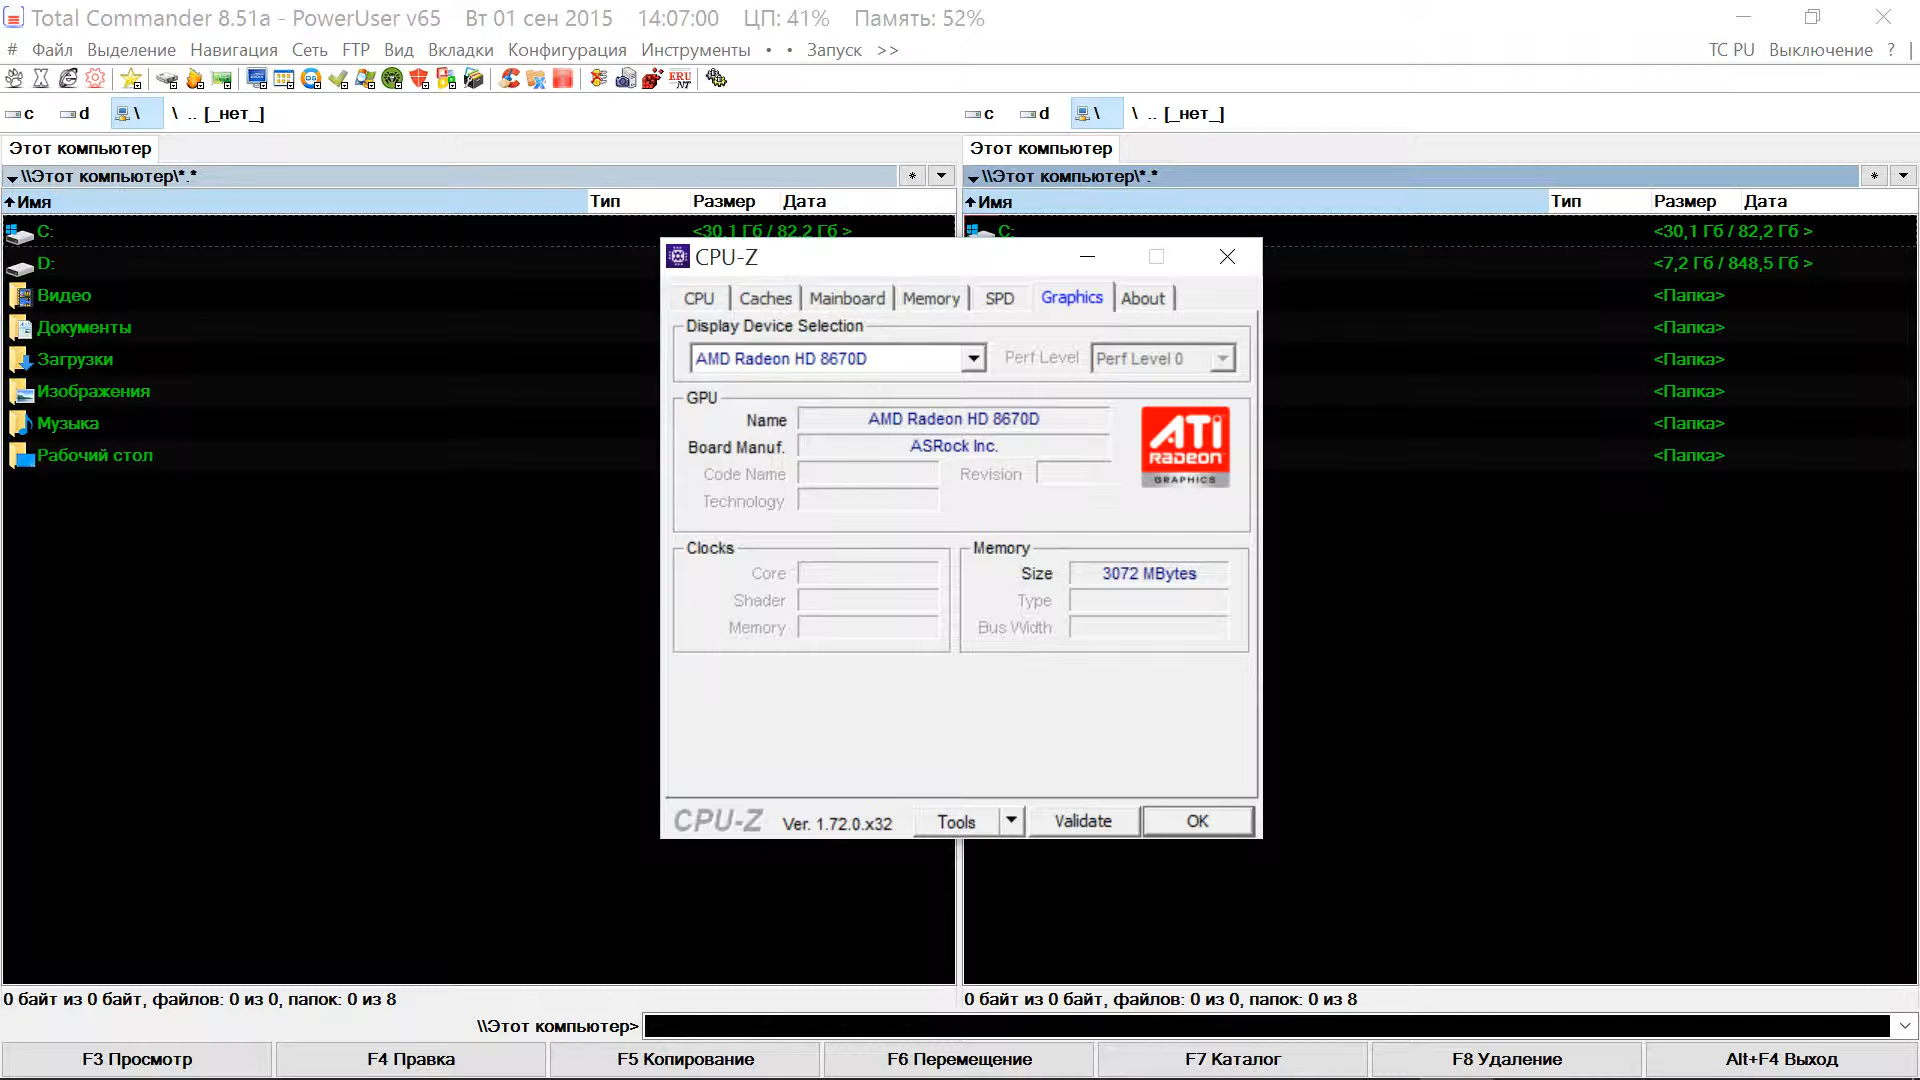 Total Commander 8.51a - PowerUser v65 Вт 01 сен 2015 14:07:00 ЦП: 41% Память: 52%
# Файл Выделение Навигация Сеть FTP Вид Вкладки Конфигурация Инструменты • • Запуск >> TC PU Выключение ?
ERU NT
c d \ \ .. [_нет_] c d \ \ .. [_нет_]
Этот компьютер Этот компьютер
\\Этот компьютер\*.* * \\Этот компьютер\*.* *
Имя Тип Размер Дата Имя Тип Размер Дата
C: <30,1 Гб / 82,2 Гб > C: <30,1 Гб / 82,2 Гб >
D: <7,2 Гб / 848,5 Гб >
Видео <Папка>
Документы <Папка>
Загрузки <Папка>
Изображения <Папка>
Музыка <Папка>
Рабочий стол <Папка>
CPU-Z
CPU Caches Mainboard Memory SPD Graphics About
Display Device Selection
AMD Radeon HD 8670D Perf Level Perf Level 0
GPU
Name AMD Radeon HD 8670D
Board Manuf. ASRock Inc.
Code Name Revision
Technology
ATI
RADEON
GRAPHICS
Clocks
Core
Shader
Memory
Memory
Size 3072 MBytes
Type
Bus Width
CPU-Z Ver. 1.72.0.x32 Tools Validate OK
0 байт из 0 байт, файлов: 0 из 0, папок: 0 из 8 0 байт из 0 байт, файлов: 0 из 0, папок: 0 из 8
\\Этот компьютер>
F3 Просмотр F4 Правка F5 Копирование F6 Перемещение F7 Каталог F8 Удаление Alt+F4 Выход